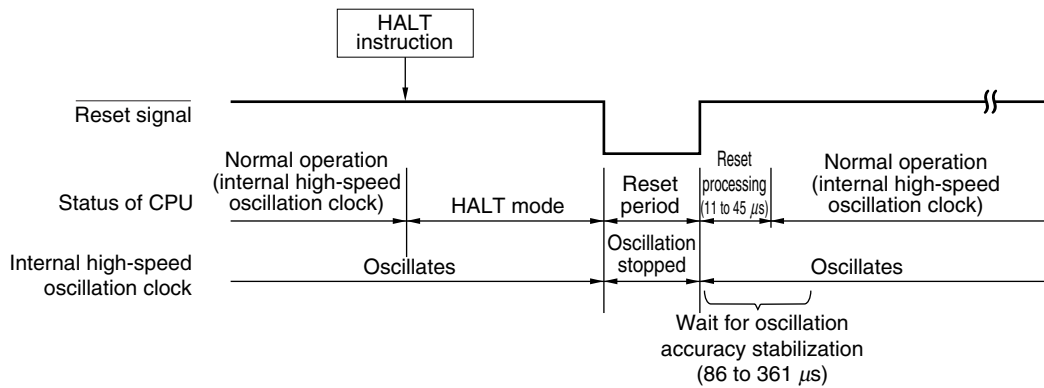 HALT
instruction
Reset signal
Status of CPU
Normal operation
(internal high-speed
oscillation clock)
HALT mode
Reset
period
Reset
processing
(11 to 45 μs)
Normal operation
(internal high-speed
oscillation clock)
Internal high-speed
oscillation clock
Oscillates
Oscillation
stopped
Oscillates
Wait for oscillation
accuracy stabilization
(86 to 361 μs)